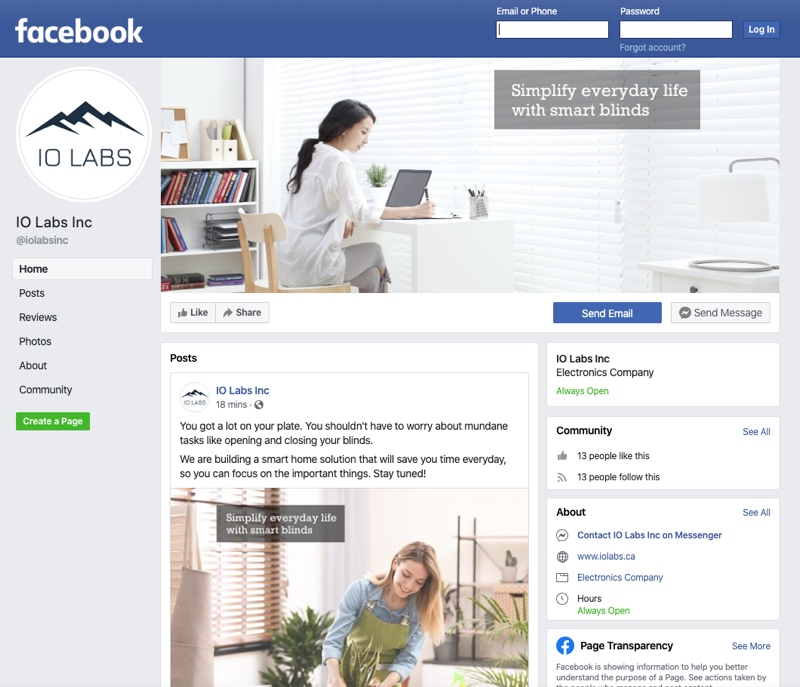 facebook
Email or Phone
Password
Log In
Forgot account?
IO LABS
IO Labs Inc
@iolabsinc
Home
Posts
Reviews
Photos
About
Community
Create a Page
Simplify everyday life
with smart blinds
Like
Share
Send Email
Send Message
Posts
IO LABS
IO Labs Inc
18 mins ·
You got a lot on your plate. You shouldn't have to worry about mundane
tasks like opening and closing your blinds.
We are building a smart home solution that will save you time everyday,
so you can focus on the important things. Stay tuned!
Simplify everyday life
with smart blinds
IO Labs Inc
Electronics Company
Always Open
Community
See All
13 people like this
13 people follow this
About
See All
Contact IO Labs Inc on Messenger
www.iolabs.ca
Electronics Company
Hours
Always Open
Page Transparency
See More
Facebook is showing information to help you better
understand the purpose of a Page. See actions taken by